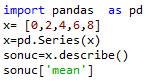 import pandas  as pd
x= [0,2,4,6,8]
x=pd.Series(x)
sonuc=x.describe()
sonuc['mean']